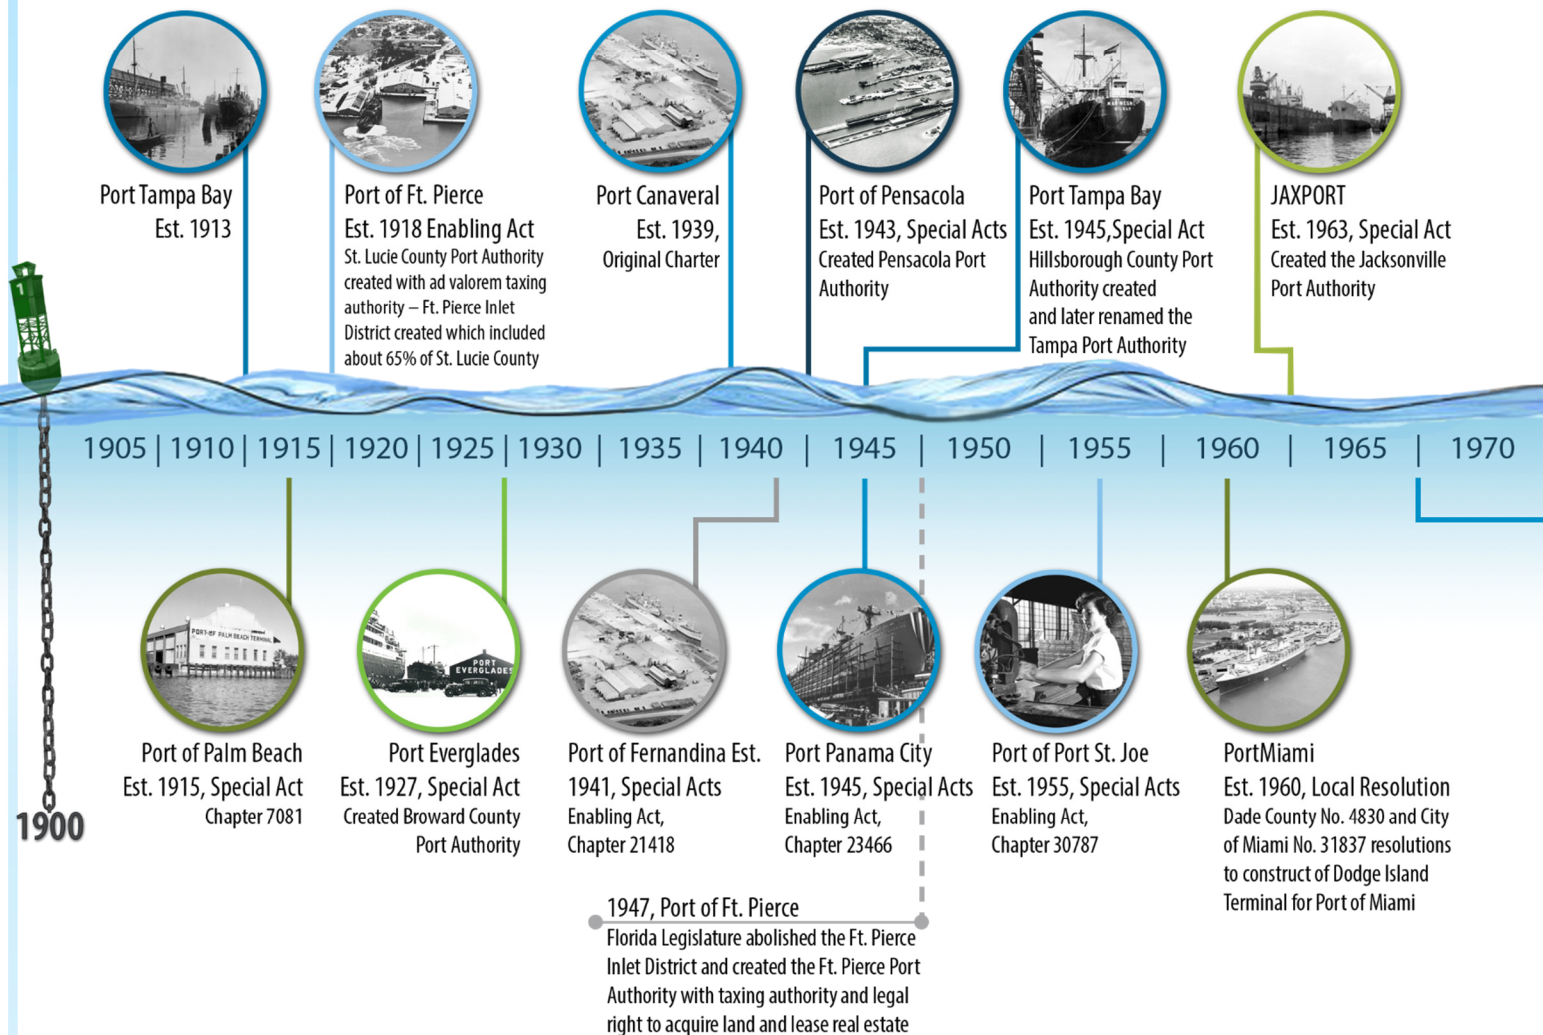 Port Tampa Bay
Est. 1913
Port of Ft. Pierce
Est. 1918 Enabling Act
St. Lucie County Port Authority
created with ad valorem taxing
authority – Ft. Pierce Inlet
District created which included
about 65% of St. Lucie County
Port Canaveral
Est. 1939,
Original Charter
Port of Pensacola
Est. 1943, Special Acts
Created Pensacola Port
Authority
Port Tampa Bay
Est. 1945,Special Act
Hillsborough County Port
Authority created
and later renamed the
Tampa Port Authority
JAXPORT
Est. 1963, Special Act
Created the Jacksonville
Port Authority
1
1905 | 1910 | 1915 | 1920 | 1925 | 1930 | 1935 | 1940 | 1945 | 1950 | 1955 | 1960 | 1965 | 1970
1900
PORT OF PALM BEACH TERMINAL
Port of Palm Beach
Est. 1915, Special Act
Chapter 7081
PORT
EVERGLADES
Port Everglades
Est. 1927, Special Act
Created Broward County
Port Authority
Port of Fernandina Est.
1941, Special Acts
Enabling Act,
Chapter 21418
Port Panama City
Est. 1945, Special Acts
Enabling Act,
Chapter 23466
Port of Port St. Joe
Est. 1955, Special Acts
Enabling Act,
Chapter 30787
PortMiami
Est. 1960, Local Resolution
Dade County No. 4830 and City
of Miami No. 31837 resolutions
to construct of Dodge Island
Terminal for Port of Miami
1947, Port of Ft. Pierce
Florida Legislature abolished the Ft. Pierce
Inlet District and created the Ft. Pierce Port
Authority with taxing authority and legal
right to acquire land and lease real estate